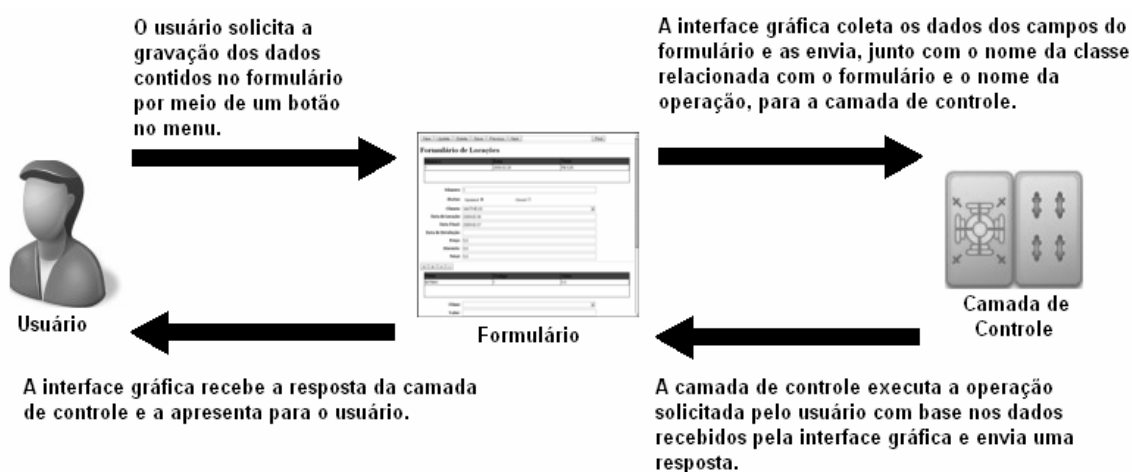 O usuário solicita a
gravação dos dados
contidos no formulário
por meio de um botão
no menu.
A interface gráfica coleta os dados dos campos do
formulário e as envia, junto com o nome da classe
relacionada com o formulário e o nome da
operação, para a camada de controle.
Formulário de Locações
Usuário
Formulário
Camada de
Controle
A interface gráfica recebe a resposta da camada
de controle e a apresenta para o usuário.
A camada de controle executa a operação
solicitada pelo usuário com base nos dados
recebidos pela interface gráfica e envia uma
resposta.